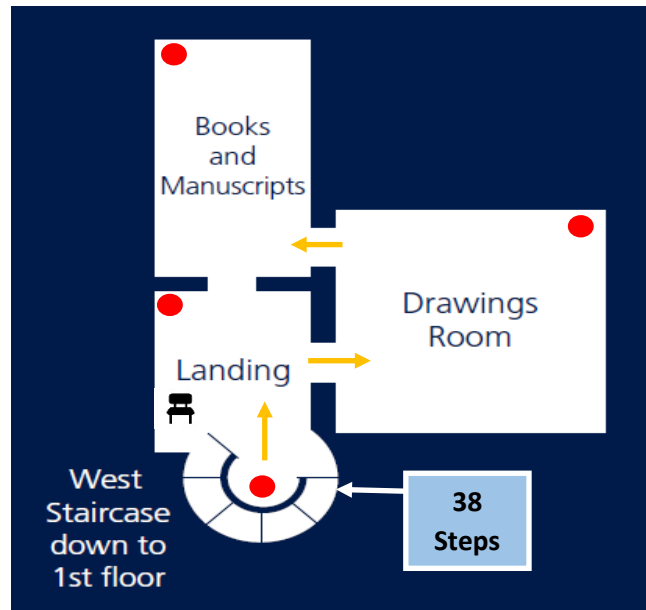 Books
and
Manuscripts
Drawings
Room
Landing
West
Staircase
down to
1st floor
38
Steps